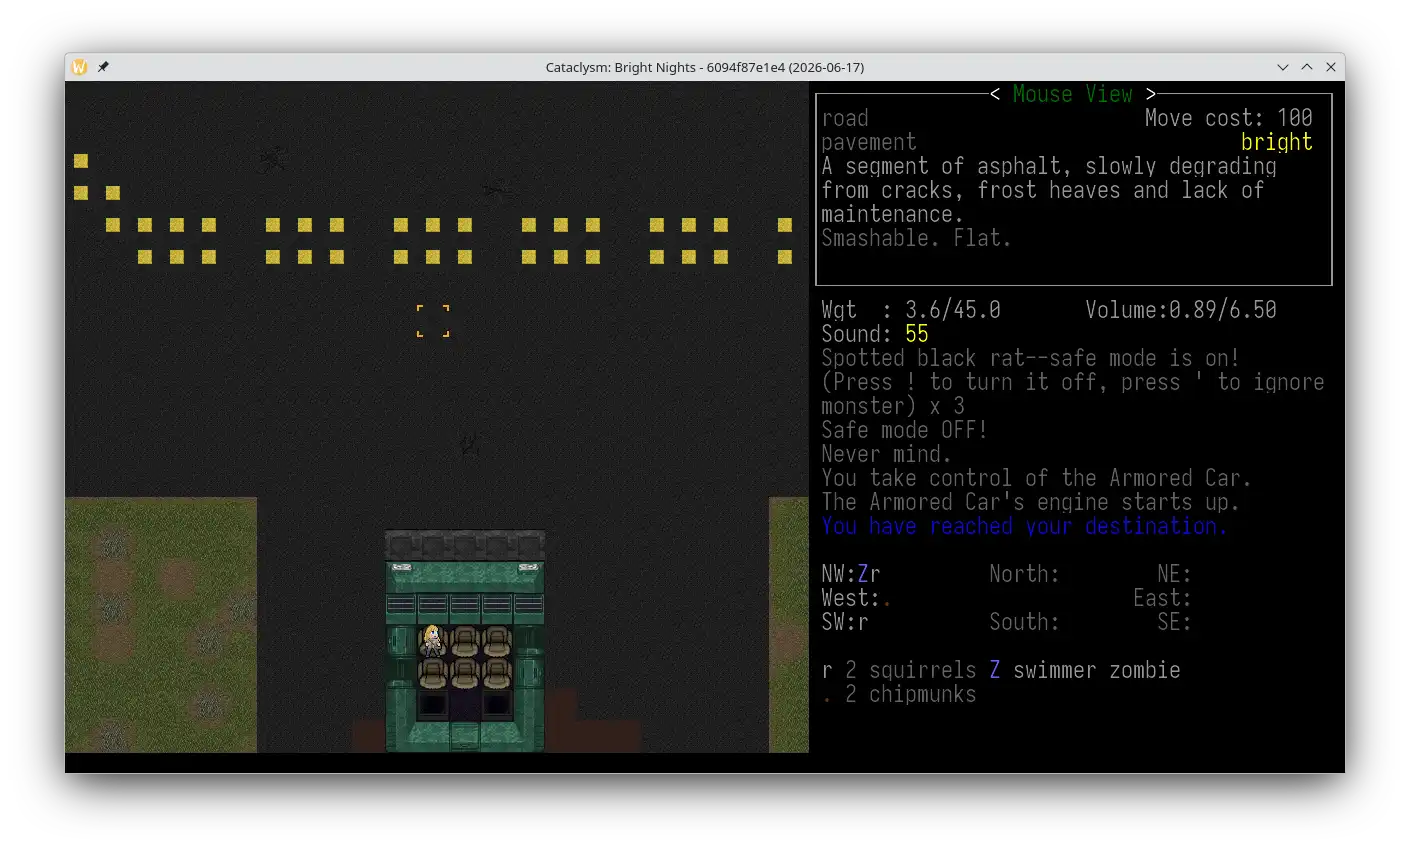 Cataclysm: Bright Nights - 6094f87e1e4 (2026-06-17)
< Mouse View >
road Move cost: 100
pavement bright
A segment of asphalt, slowly degrading
from cracks, frost heaves and lack of
maintenance.
Smashable. Flat.
Wgt : 3.6/45.0 Volume:0.89/6.50
Sound: 55
Spotted black rat--safe mode is on!
(Press ! to turn it off, press ' to ignore
monster) x 3
Safe mode OFF!
Never mind.
You take control of the Armored Car.
The Armored Car's engine starts up.
You have reached your destination.
NW:Zr North: NE:
West:. East:
SW:r South: SE:
r 2 squirrels Z swimmer zombie
. 2 chipmunks